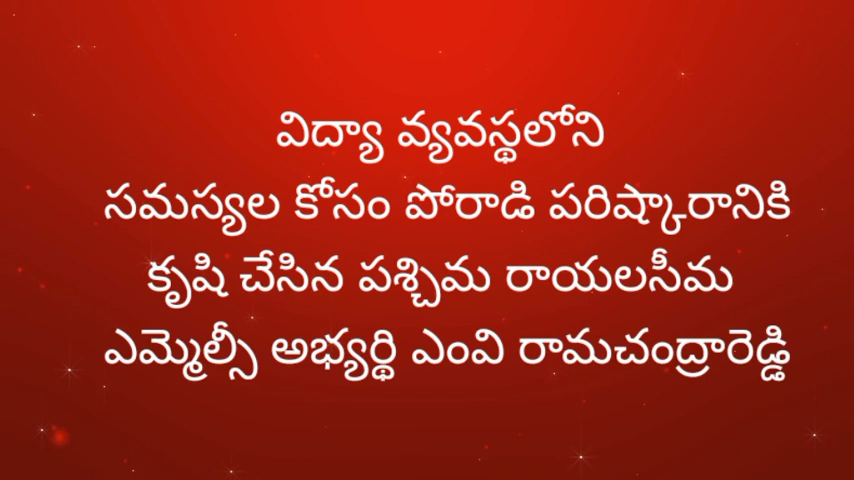 విద్యా వ్యవస్థలోని
సమస్యల కోసం పోరాడి పరిష్కారానికి
కృషి చేసిన పశ్చిమ రాయలసీమ
ఎమ్మెల్సీ అభ్యర్థి ఎంవి రామచంద్రారెడ్డి